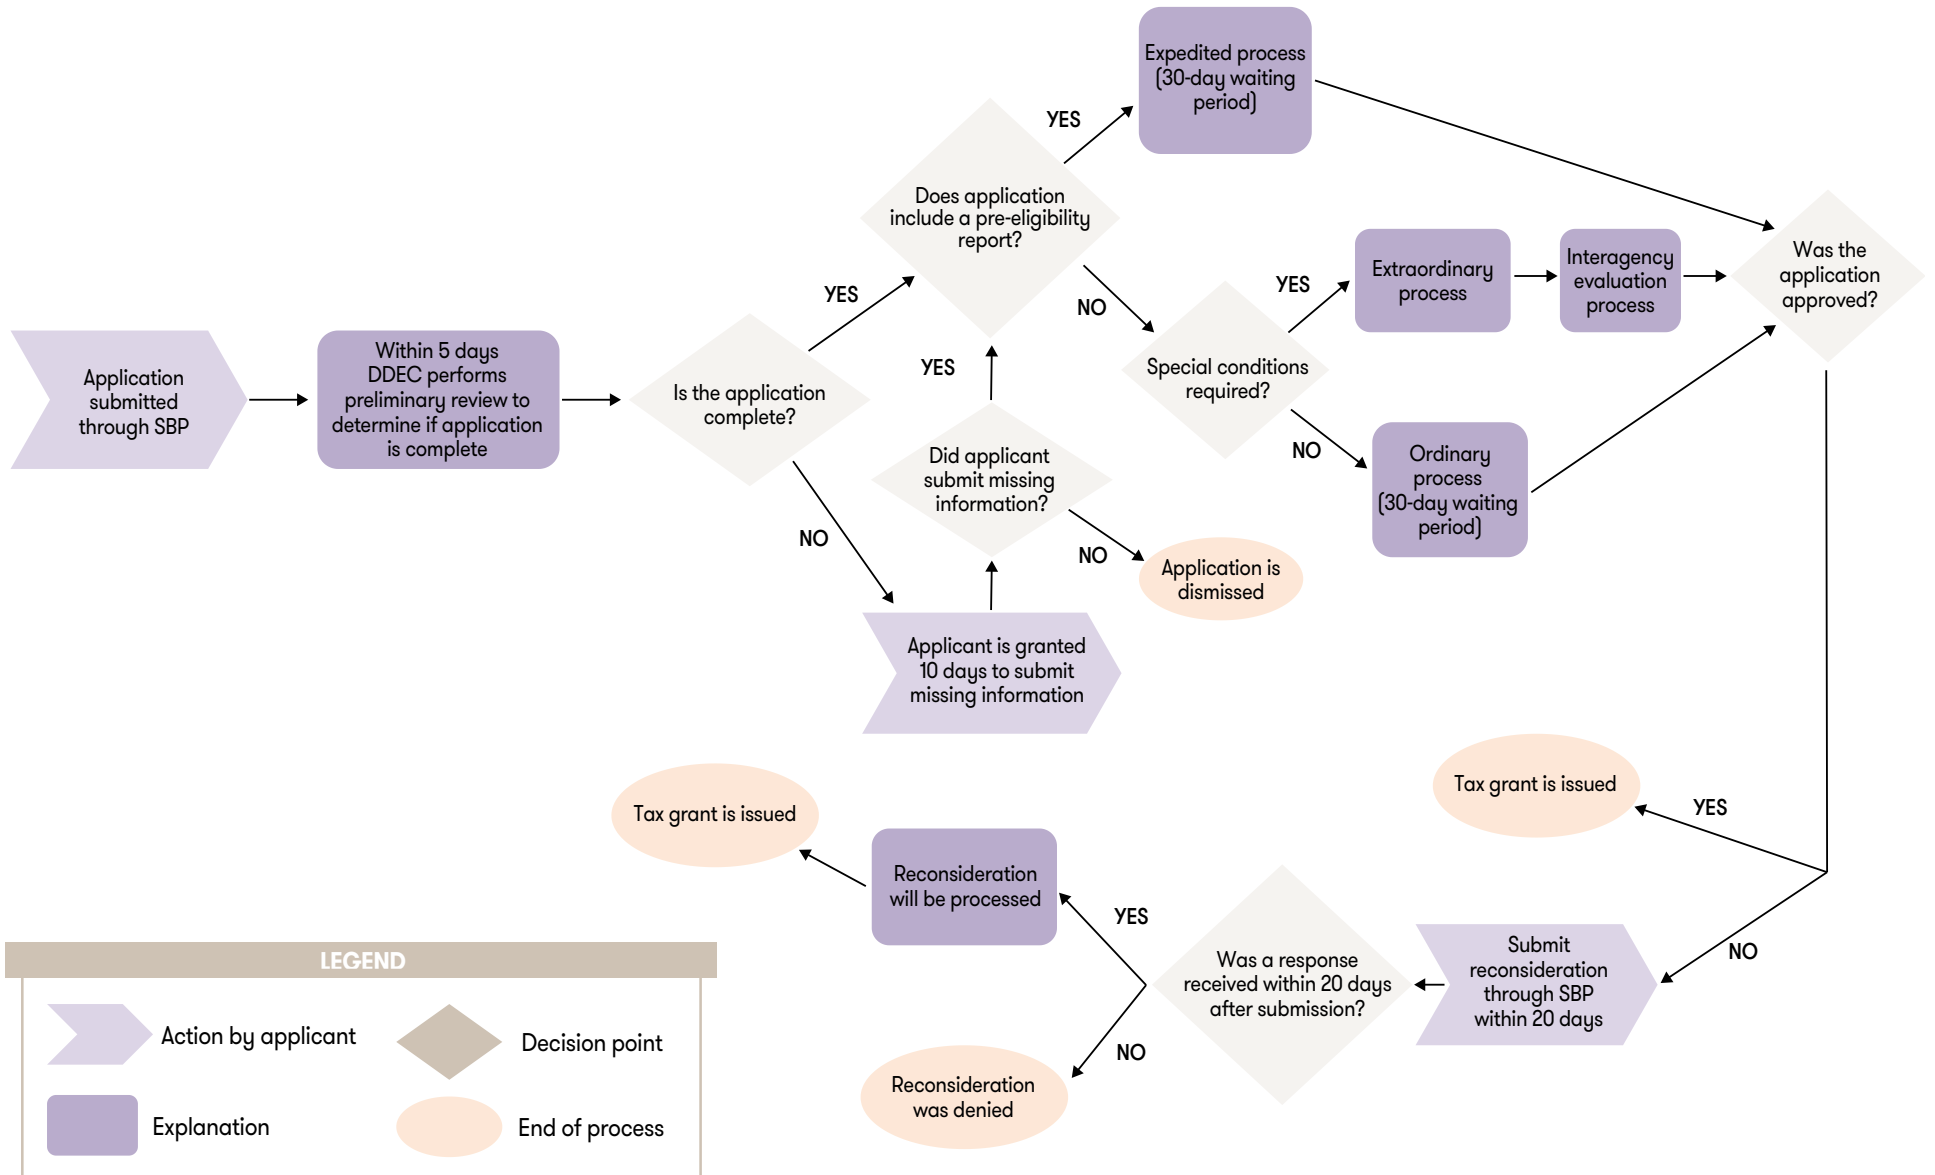 Expedited process
(30-day waiting
period)
YES
Does application
include a pre-eligibility
report?
Was the
application
approved?
Interagency
evaluation
process
Extraordinary
process
YES
YES
NO
Application
submitted
through SBP
Within 5 days
DDEC performs
preliminary review to
determine if application
is complete
Is the application
complete?
YES
Special conditions
required?
NO
Ordinary
process
(30-day waiting
period)
Did applicant
submit missing
information?
NO
NO
Application is
dismissed
Applicant is granted
10 days to submit
missing information
Tax grant is issued
YES
Tax grant is issued
Reconsideration
will be processed
YES
NO
Submit
reconsideration
through SBP
within 20 days
Was a response
received within 20 days
after submission?
NO
Reconsideration
was denied
LEGEND
Action by applicant
Decision point
Explanation
End of process